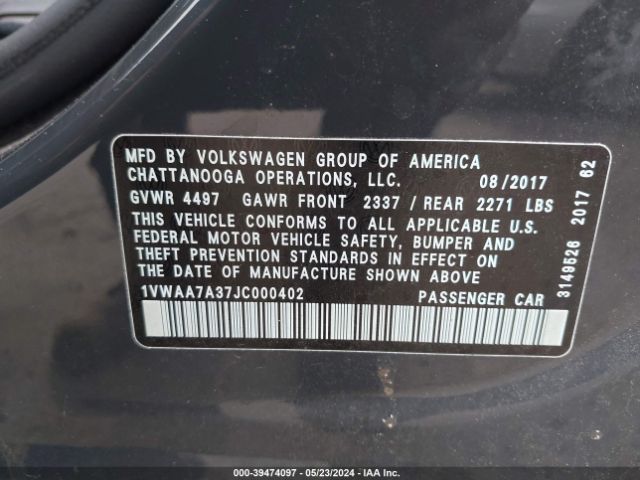 MFD BY VOLKSWAGEN GROUP OF AMERICA
CHATTANOOGA OPERATIONS, LLC. 08/2017
GVWR 4497 GAWR FRONT 2337 / REAR 2271 LBS
THIS VEHICLE CONFORMS TO ALL APPLICABLE U.S.
FEDERAL MOTOR VEHICLE SAFETY, BUMPER AND
THEFT PREVENTION STANDARDS IN EFFECT ON
THE DATE OF MANUFACTURE SHOWN ABOVE
1VWAA7A37JC000402 PASSENGER CAR
3149526 2017 62
00-39474097 - 05/23/2024 - IAA Inc.